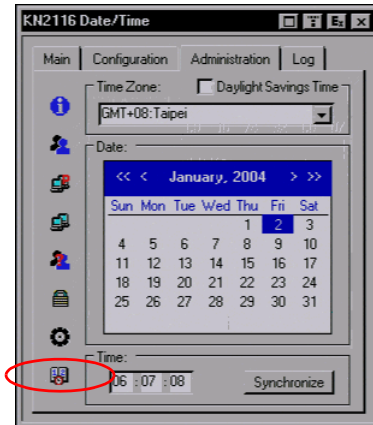 KN2116 Date/Time
Main Configuration Administration Log
Time Zone: Daylight Savings Time
GMT+08:Taipei
Date:
<< < January, 2004 > >>
Sun Mon Tue Wed Thu Fri Sat
1 2 3
4 5 6 7 8 9 10
11 12 13 14 15 16 17
18 19 20 21 22 23 24
25 26 27 28 29 30 31
Time:
06 : 07 : 08 Synchronize